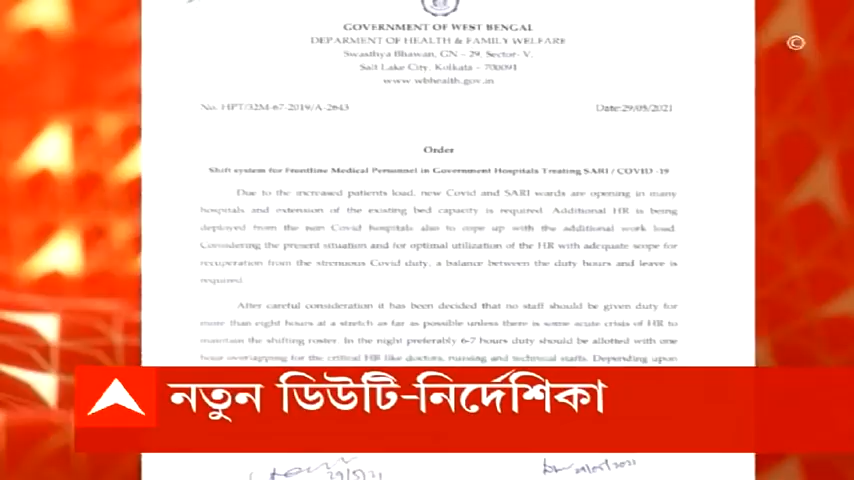 GOVERNMENT OF WEST BENGAL
DEPARMENT OF HEALTH & FAMILY WELFARE
Swasthya Bhawan, GN – 29, Sector- V.
Salt Lake City, Kolkata – 700091
www.wbhealth.gov.in
No. HPT/32M-67-2019/A-2643 Date:29/05/2021
Order
Shift system for Frontline Medical Personnel in Government Hospitals Treating SARI / COVID -19
Due to the increased patients load, new Covid and SARI wards are opening in many
hospitals and extension of the existing bed capacity is required. Additional HR is being
deployed from the non Covid hospitals also to cope up with the additional work load.
Considering the present situation and for optimal utilization of the HR with adequate scope for
recuperation from the strenuous Covid duty, a balance between the duty hours and leave is
required.
After careful consideration it has been decided that no staff should be given duty for
more than eight hours at a stretch as far as possible unless there is some acute crisis of HR to
maintain the shifting roster. In the night preferably 6-7 hours duty should be allotted with one
hour overlapping for the critical HR like doctors, nursing and technical staffs. Depending upon
নতুন ডিউটি-নির্দেশিকা
29/5/21 29/05/2021
©